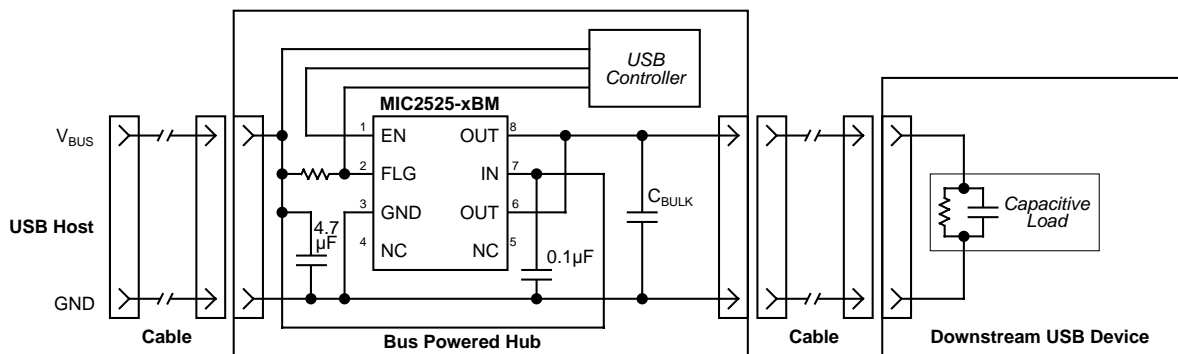 USB
Controller
MIC2525-xBM
V_BUS
1
EN
OUT
8
2
FLG
IN
7
3
GND
OUT
6
4
NC
NC
5
4.7
µF
0.1µF
C_BULK
Capacitive
Load
USB Host
GND
Cable
Bus Powered Hub
Cable
Downstream USB Device